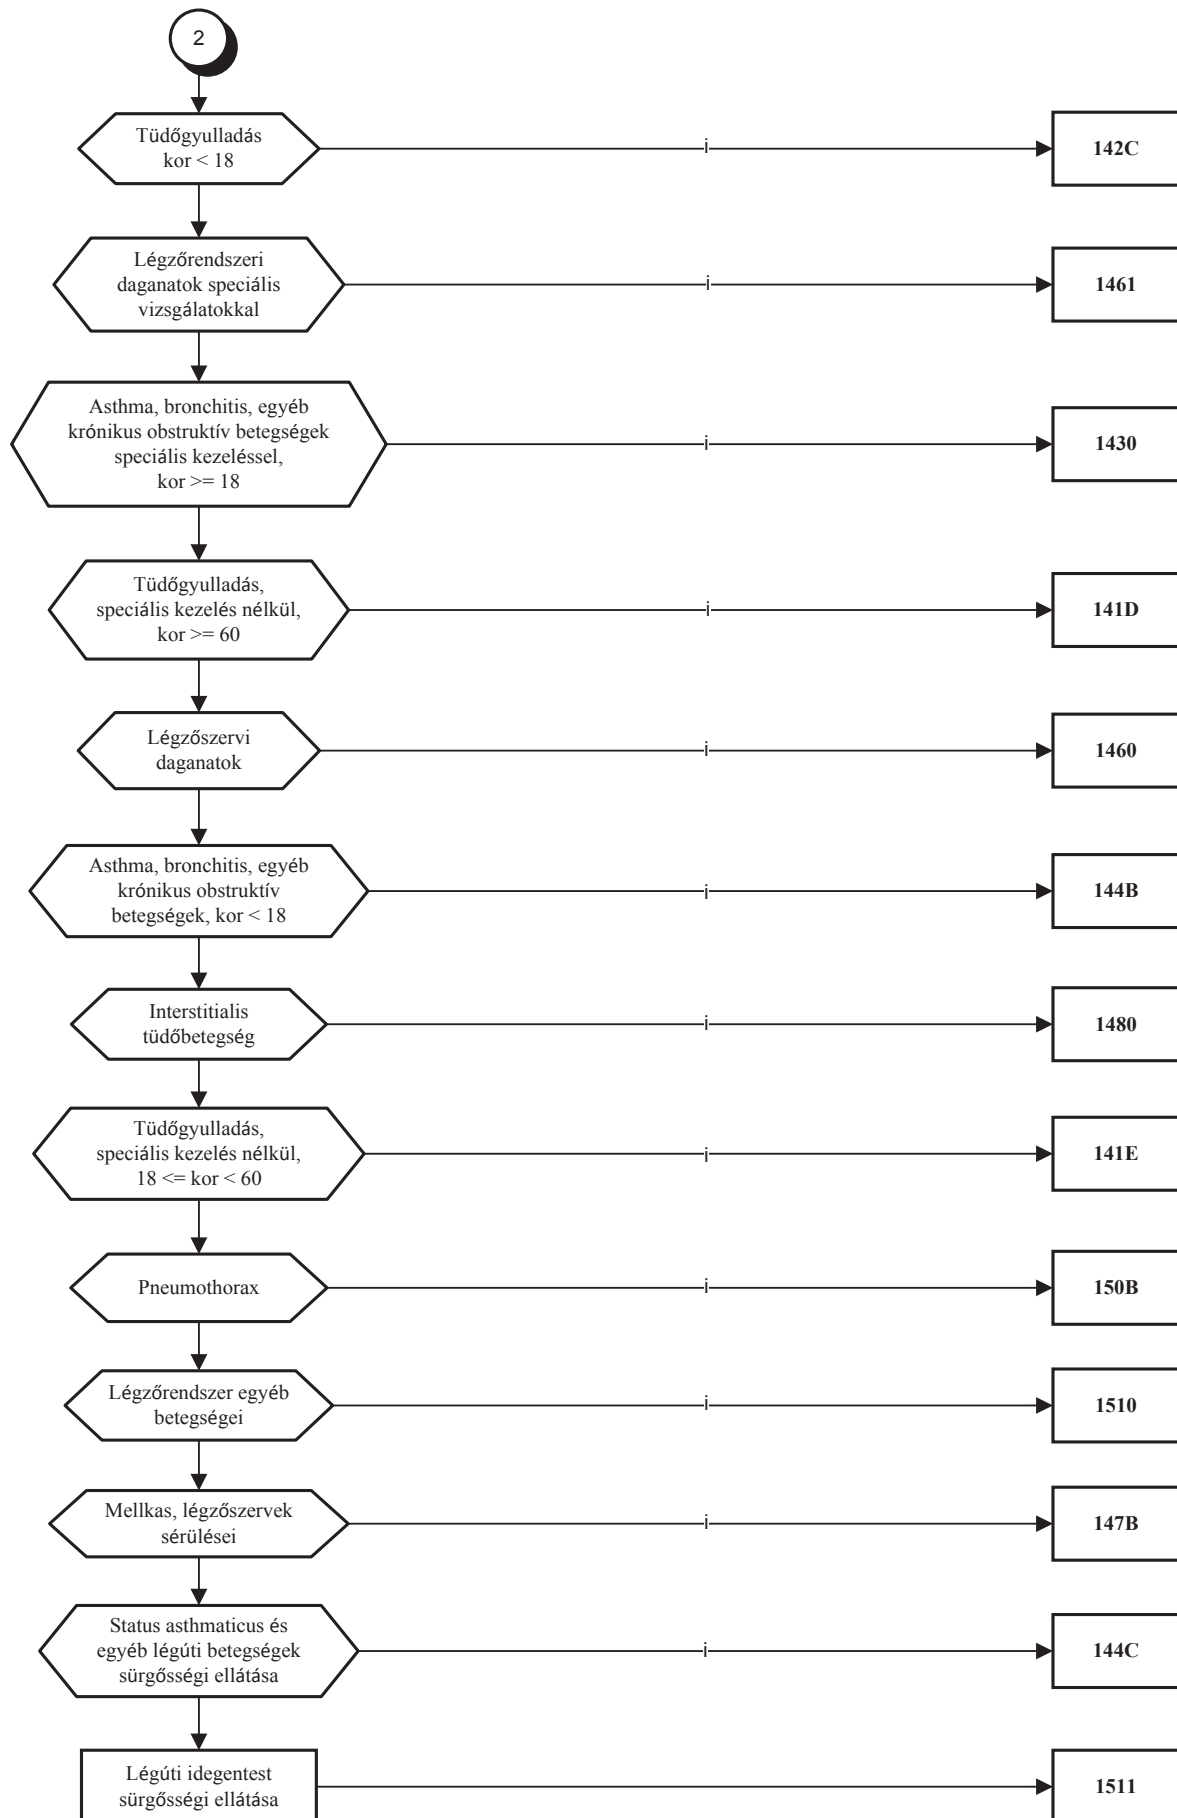 2
Tüdőgyulladás
kor < 18
i
142C
Légzőrendszeri
daganatok speciális
vizsgálatokkal
i
1461
Asthma, bronchitis, egyéb
krónikus obstruktív betegségek
speciális kezeléssel,
kor >= 18
i
1430
Tüdőgyulladás,
speciális kezelés nélkül,
kor >= 60
i
141D
Légzőszervi
daganatok
i
1460
Asthma, bronchitis, egyéb
krónikus obstruktív
betegségek, kor < 18
i
144B
Interstitialis
tüdőbetegség
i
1480
Tüdőgyulladás,
speciális kezelés nélkül,
18 <= kor < 60
i
141E
Pneumothorax
i
150B
Légzőrendszer egyéb
betegségei
i
1510
Mellkas, légzőszervek
sérülései
i
147B
Status asthmaticus és
egyéb légúti betegségek
sürgősségi ellátása
i
144C
Légúti idegentest
sürgősségi ellátása
1511